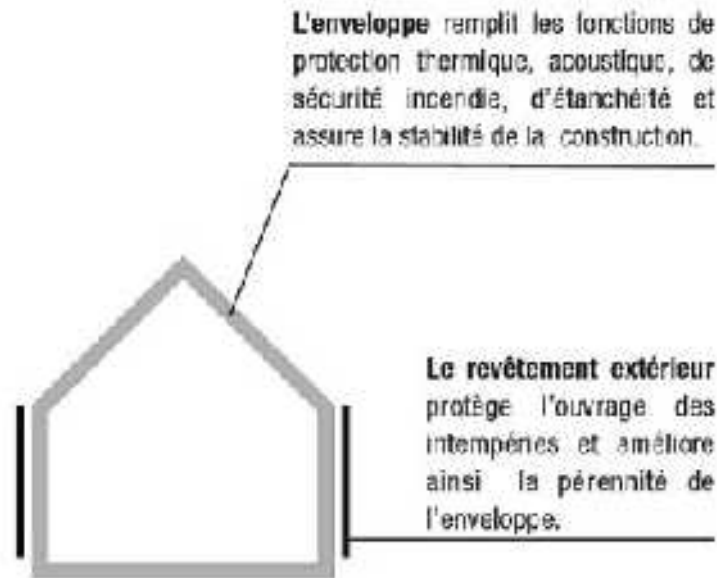 L'enveloppe remplit les fonctions de
protection thermique, acoustique, de
sécurité incendie, d'étanchéité et
assure la stabilité de la construction.
Le revêtement extérieur
protège l'ouvrage des
intempéries et améliore
ainsi la pérennité de
l'enveloppe.